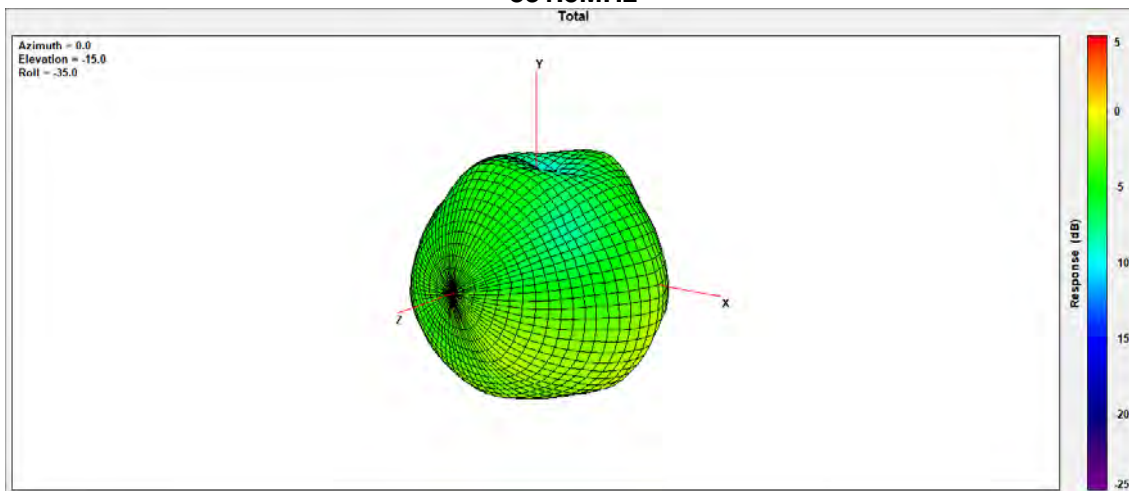 Total
Azimuth = 0.0
Elevation = -15.0
Roll = -35.0
Y
Z
X
5
0
-5
-10
-15
-20
-25
Response (dB)